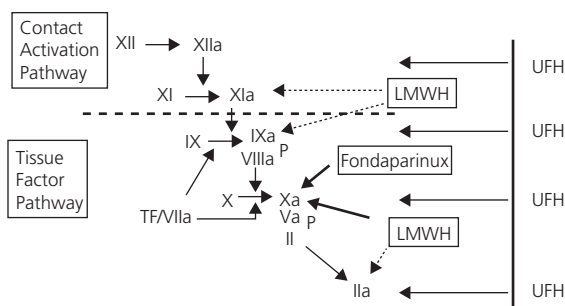 Contact
Activation
Pathway
XII
XIIa
UFH
XI
XIa
LMWH
UFH
IX
IXa
P
VIIIa
Tissue
Factor
Pathway
Fondaparinux
X
Xa
UFH
TF/VIIa
Va
P
II
LMWH
IIa
UFH